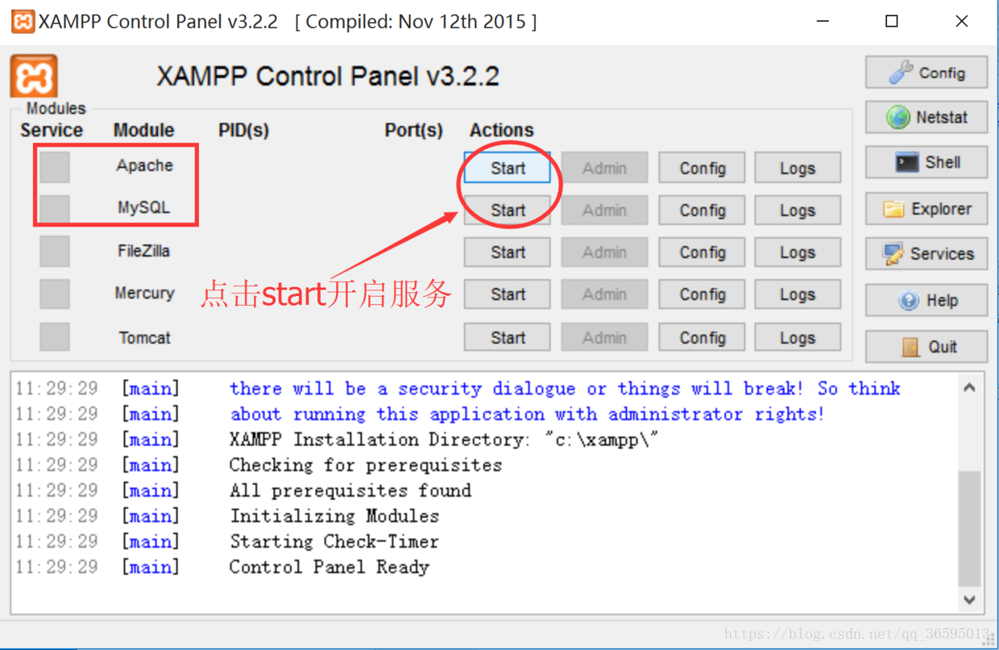 XAMPP Control Panel v3.2.2 [ Compiled: Nov 12th 2015 ]
XAMPP Control Panel v3.2.2
Config
Modules
Service Module PID(s) Port(s) Actions
Netstat
Apache Start Admin Config Logs
Shell
MySQL Start Admin Config Logs
Explorer
FileZilla Start Admin Config Logs
Services
Mercury Start Admin Config Logs
点击start开启服务
Help
Tomcat Start Admin Config Logs
Quit
11:29:29 [main] there will be a security dialogue or things will break! So think
11:29:29 [main] about running this application with administrator rights!
11:29:29 [main] XAMPP Installation Directory: "c:\xampp\"
11:29:29 [main] Checking for prerequisites
11:29:29 [main] All prerequisites found
11:29:29 [main] Initializing Modules
11:29:29 [main] Starting Check-Timer
11:29:29 [main] Control Panel Ready
https://blog.csdn.net/qq_36595013